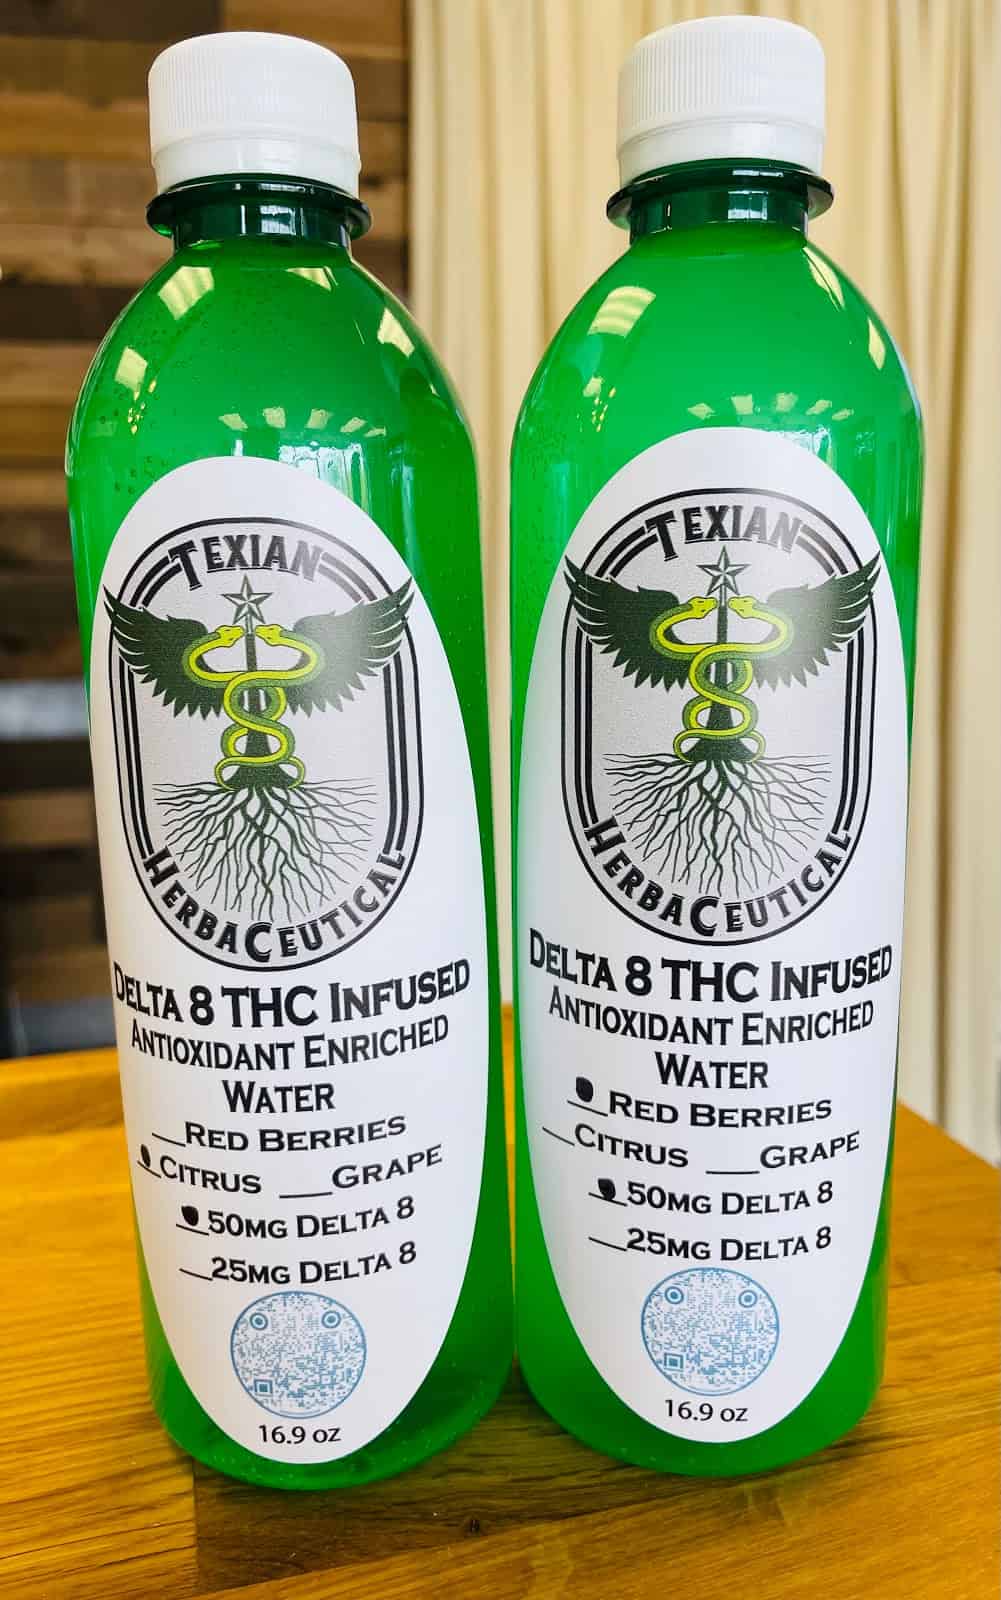 TEXIAN
HERBACEUTICAL
DELTA 8 THC INFUSED
ANTIOXIDANT ENRICHED
WATER
__RED BERRIES
__CITRUS ___GRAPE
__50MG DELTA 8
__25MG DELTA 8
16.9 oz
TEXIAN
HERBACEUTICAL
DELTA 8 THC INFUSED
ANTIOXIDANT ENRICHED
WATER
__RED BERRIES
__CITRUS ___GRAPE
__50MG DELTA 8
__25MG DELTA 8
16.9 oz